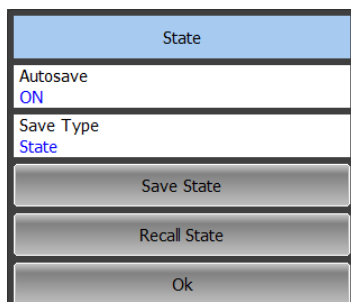 State
Autosave
ON
Save Type
State
Save State
Recall State
Ok